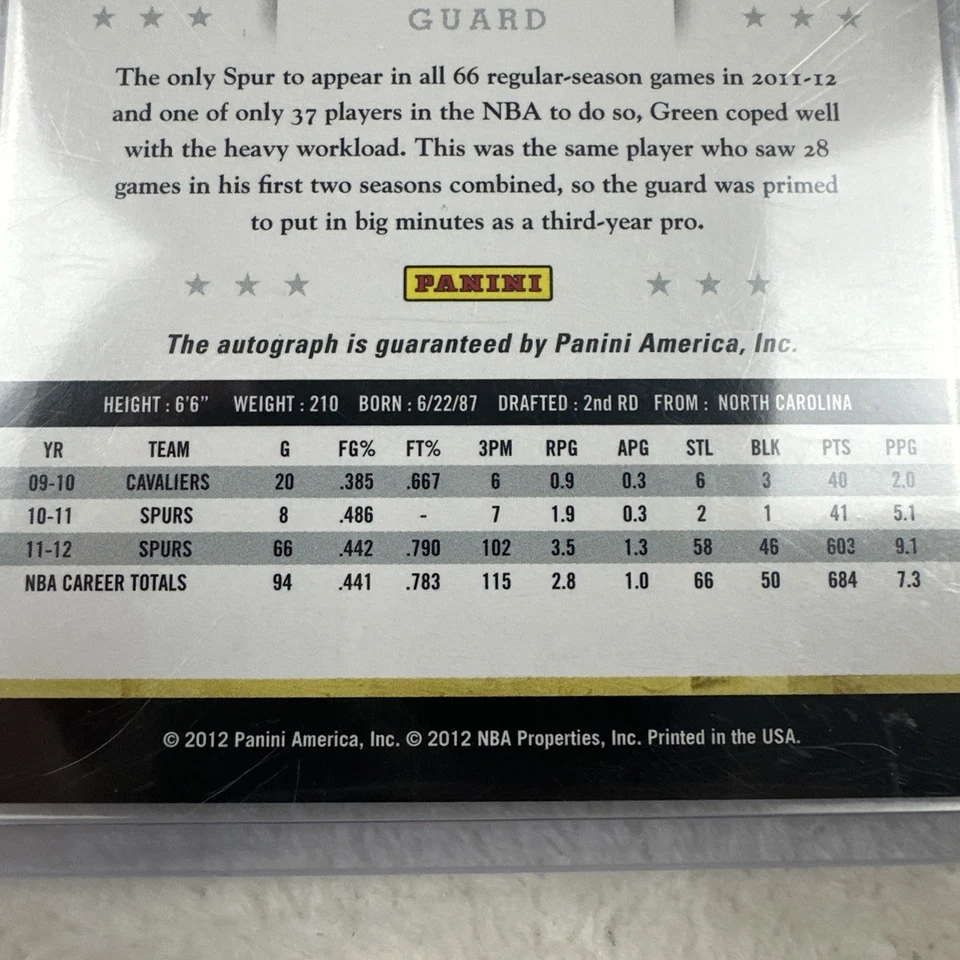 GUARD
The only Spur to appear in all 66 regular-season games in 2011-12
and one of only 37 players in the NBA to do so, Green coped well
with the heavy workload. This was the same player who saw 28
games in his first two seasons combined, so the guard was primed
to put in big minutes as a third-year pro.
PANINI
The autograph is guaranteed by Panini America, Inc.
HEIGHT : 6'6" WEIGHT : 210 BORN : 6/22/87 DRAFTED : 2nd RD FROM : NORTH CAROLINA
YR TEAM G FG% FT% 3PM RPG APG STL BLK PTS PPG
09-10 CAVALIERS 20 .385 .667 6 0.9 0.3 6 3 40 2.0
10-11 SPURS 8 .486 - 7 1.9 0.3 2 1 41 5.1
11-12 SPURS 66 .442 .790 102 3.5 1.3 58 46 603 9.1
NBA CAREER TOTALS 94 .441 .783 115 2.8 1.0 66 50 684 7.3
© 2012 Panini America, Inc. © 2012 NBA Properties, Inc. Printed in the USA.